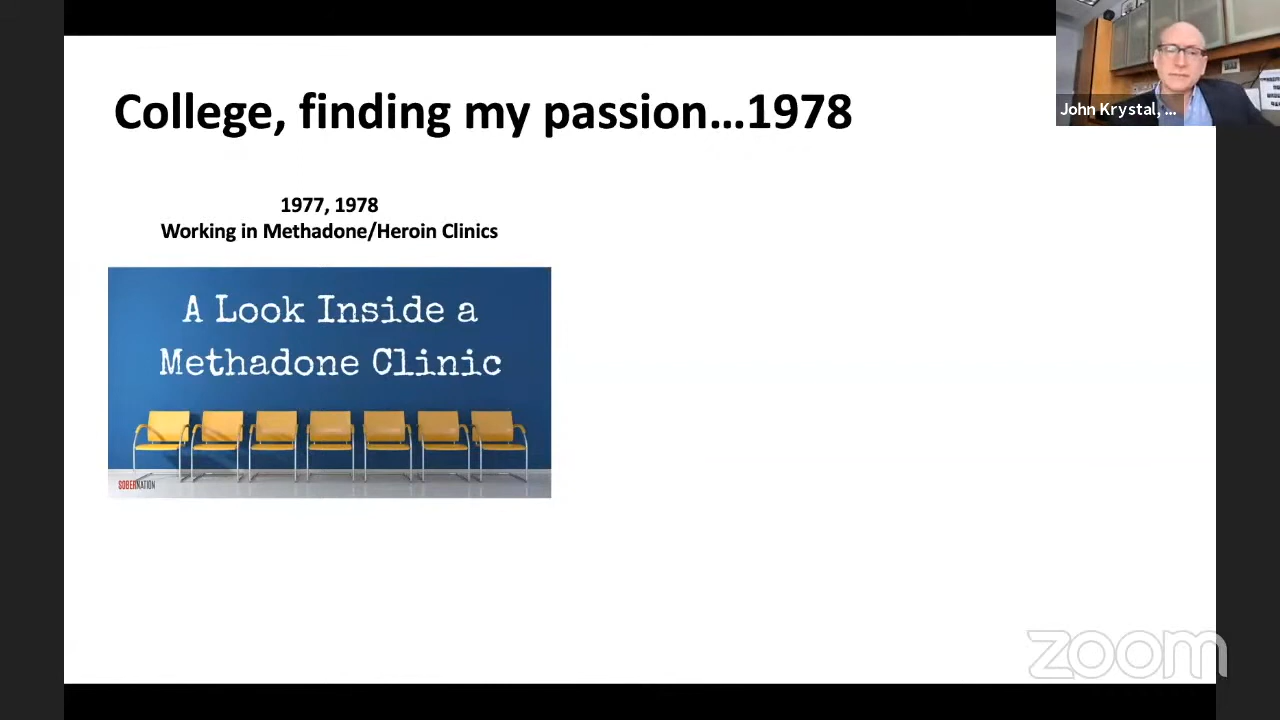 College, finding my passion...1978
John Krystal, ...
1977, 1978
Working in Methadone/Heroin Clinics
A Look Inside a
Methadone Clinic
SOBERNATION
zoom